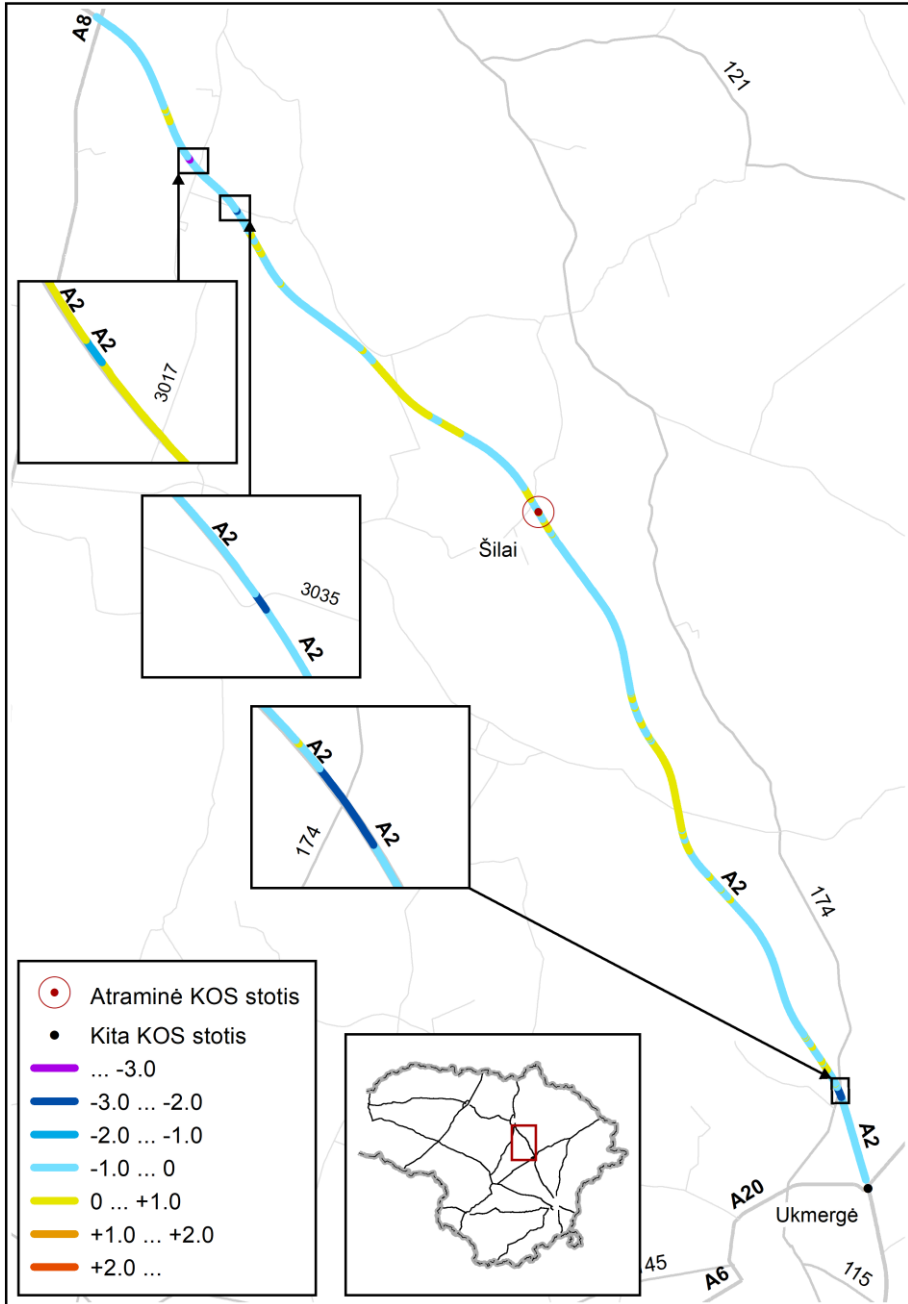 A8
121
A2
A2
3017
Šilai
A2
3035
A2
A2
174
A2
A2
174
A2
A20
Ukmergė
A6
145
115
Atraminė KOS stotis
Kita KOS stotis
... -3.0
-3.0 ... -2.0
-2.0 ... -1.0
-1.0 ... 0
0 ... +1.0
+1.0 ... +2.0
+2.0 ...